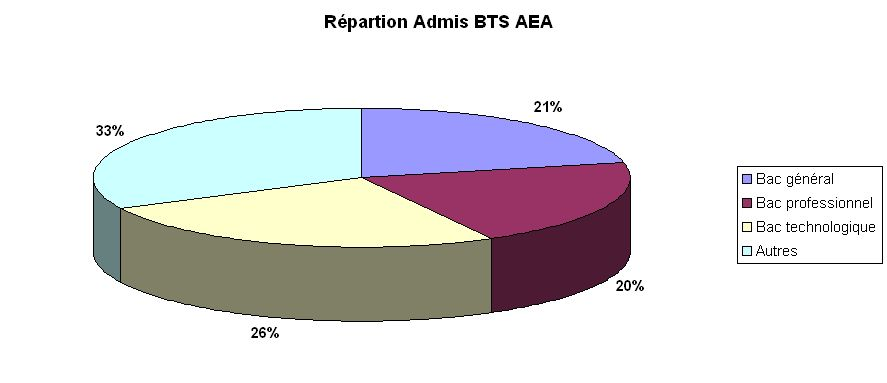 Répartion Admis BTS AEA
21%
33%
Bac général
Bac professionnel
Bac technologique
Autres
20%
26%